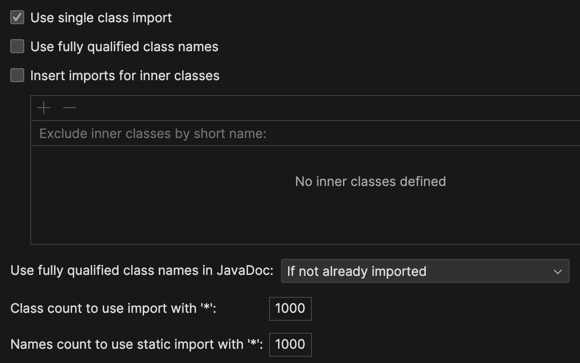 Use single class import
Use fully qualified class names
Insert imports for inner classes
Exclude inner classes by short name:
No inner classes defined
Use fully qualified class names in JavaDoc: If not already imported
Class count to use import with '*': 1000
Names count to use static import with '*': 1000